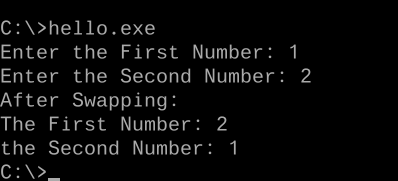 C:\>hello.exe
Enter the First Number: 1
Enter the Second Number: 2
After Swapping:
The First Number: 2
the Second Number: 1
C:\>_